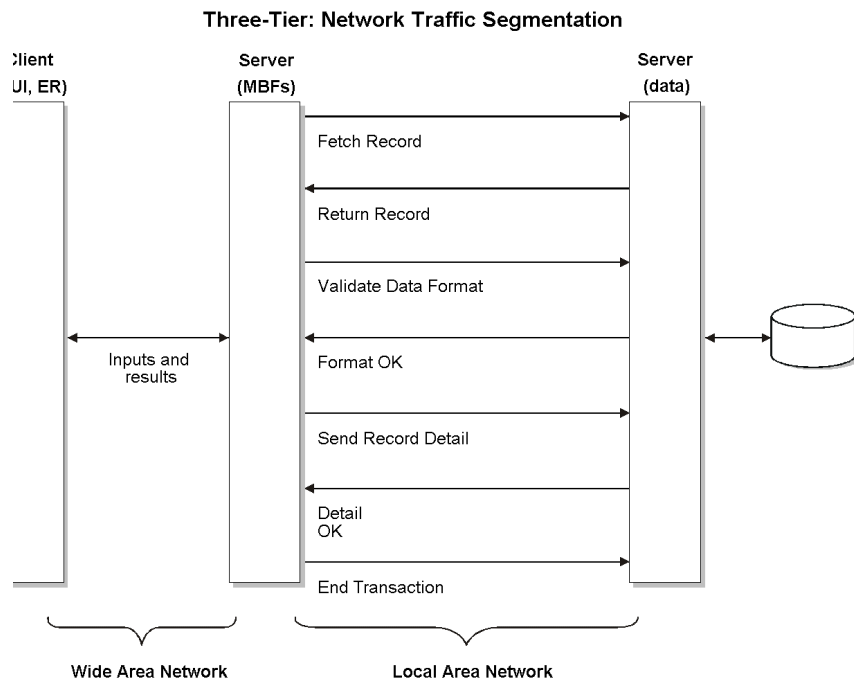 Three-Tier: Network Traffic Segmentation
Server
Server
ER)
(MBFs)
(data)
Fetch Record
Return Record
Validate Data Format
Inputs and
results
Format OK
Send Record Detail
Detail
OK
End Transaction
Wide Area Network
Local Area Network